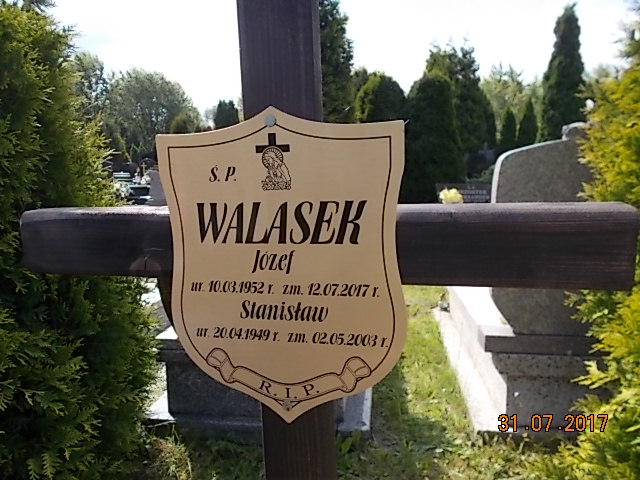 Ś. P.
WALASEK
Józef
ur. 10.03.1952 r. zm. 12.07.2017 r.
Stanisław
ur. 20.04.1949 r. zm. 02.05.2003 r.
R. I. P.
31.07.2017